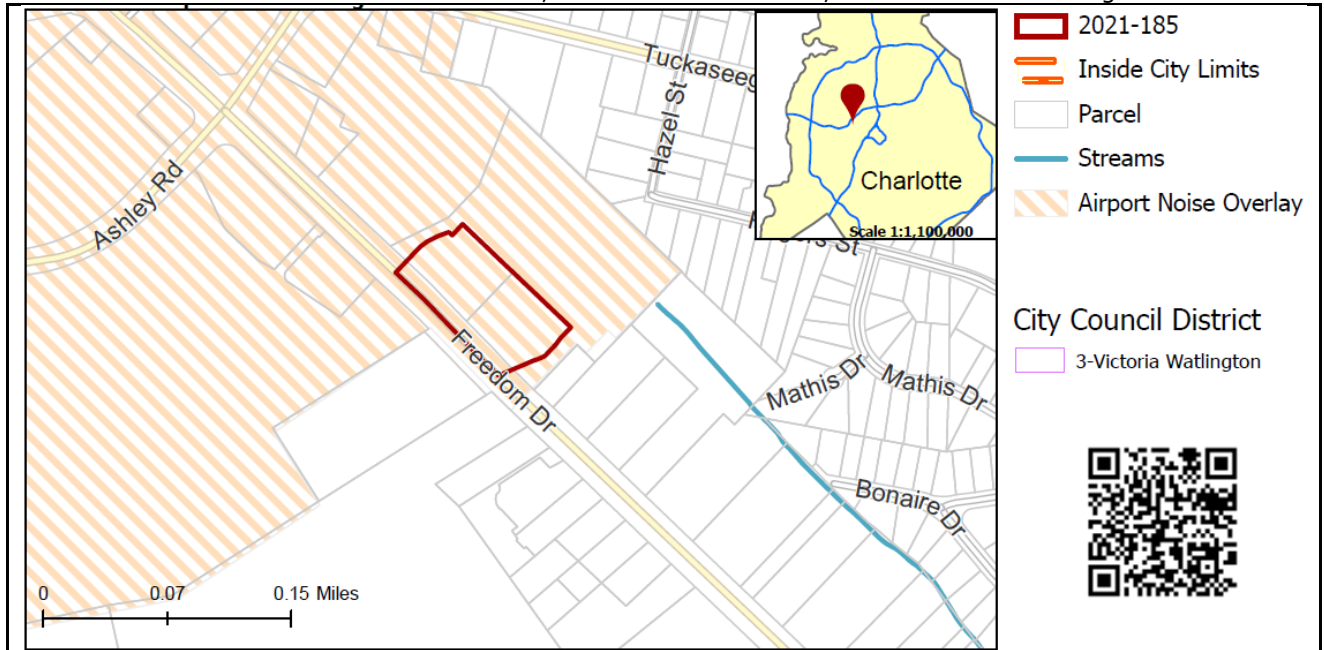 Tuckaseeg
Hazel St
Ashley Rd
Charlotte
Scale 1:1,100,000
St
Freedom Dr
Mathis Dr
Mathis Dr
Bonaire Dr
0 0.07 0.15 Miles
2021-185
Inside City Limits
Parcel
Streams
Airport Noise Overlay
City Council District
3-Victoria Watlington